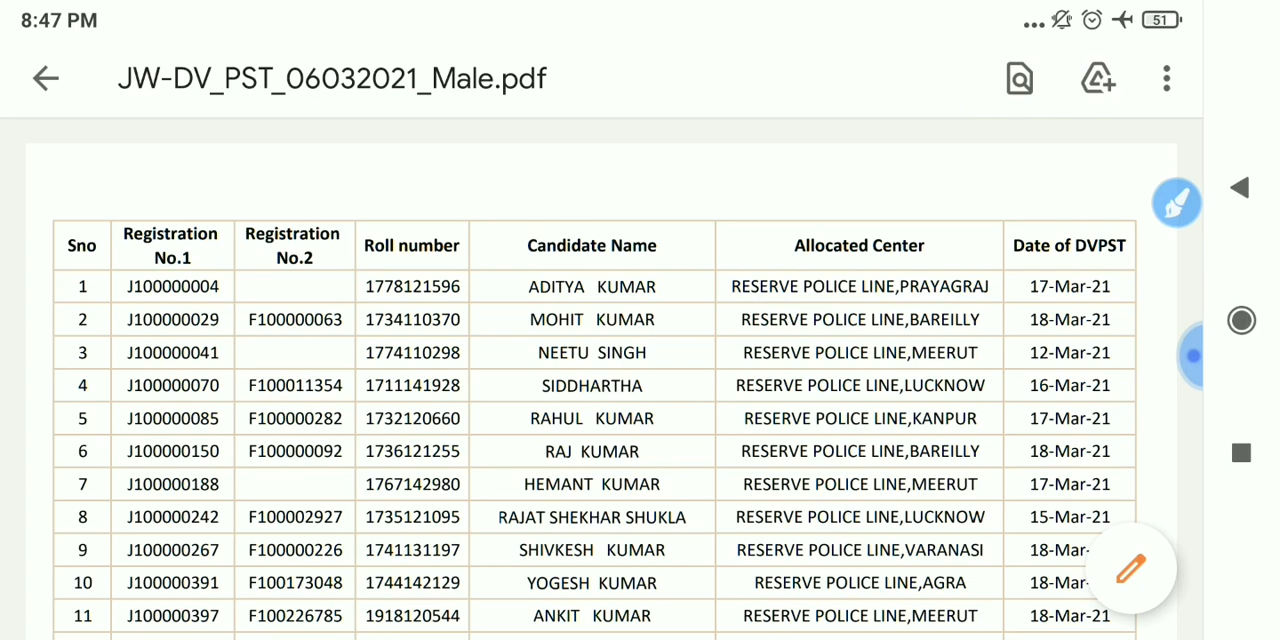 8:47 PM
51
JW-DV_PST_06032021_Male.pdf
Sno Registration No.1 Registration No.2 Roll number Candidate Name Allocated Center Date of DVPST
1 J100000004 1778121596 ADITYA KUMAR RESERVE POLICE LINE,PRAYAGRAJ 17-Mar-21
2 J100000029 F100000063 1734110370 MOHIT KUMAR RESERVE POLICE LINE,BAREILLY 18-Mar-21
3 J100000041 1774110298 NEETU SINGH RESERVE POLICE LINE,MEERUT 12-Mar-21
4 J100000070 F100011354 1711141928 SIDDHARTHA RESERVE POLICE LINE,LUCKNOW 16-Mar-21
5 J100000085 F100000282 1732120660 RAHUL KUMAR RESERVE POLICE LINE,KANPUR 17-Mar-21
6 J100000150 F100000092 1736121255 RAJ KUMAR RESERVE POLICE LINE,BAREILLY 18-Mar-21
7 J100000188 1767142980 HEMANT KUMAR RESERVE POLICE LINE,MEERUT 17-Mar-21
8 J100000242 F100002927 1735121095 RAJAT SHEKHAR SHUKLA RESERVE POLICE LINE,LUCKNOW 15-Mar-21
9 J100000267 F100000226 1741131197 SHIVKESH KUMAR RESERVE POLICE LINE,VARANASI 18-Mar-
10 J100000391 F100173048 1744142129 YOGESH KUMAR RESERVE POLICE LINE,AGRA 18-Mar-
11 J100000397 F100226785 1918120544 ANKIT KUMAR RESERVE POLICE LINE,MEERUT 18-Mar-21